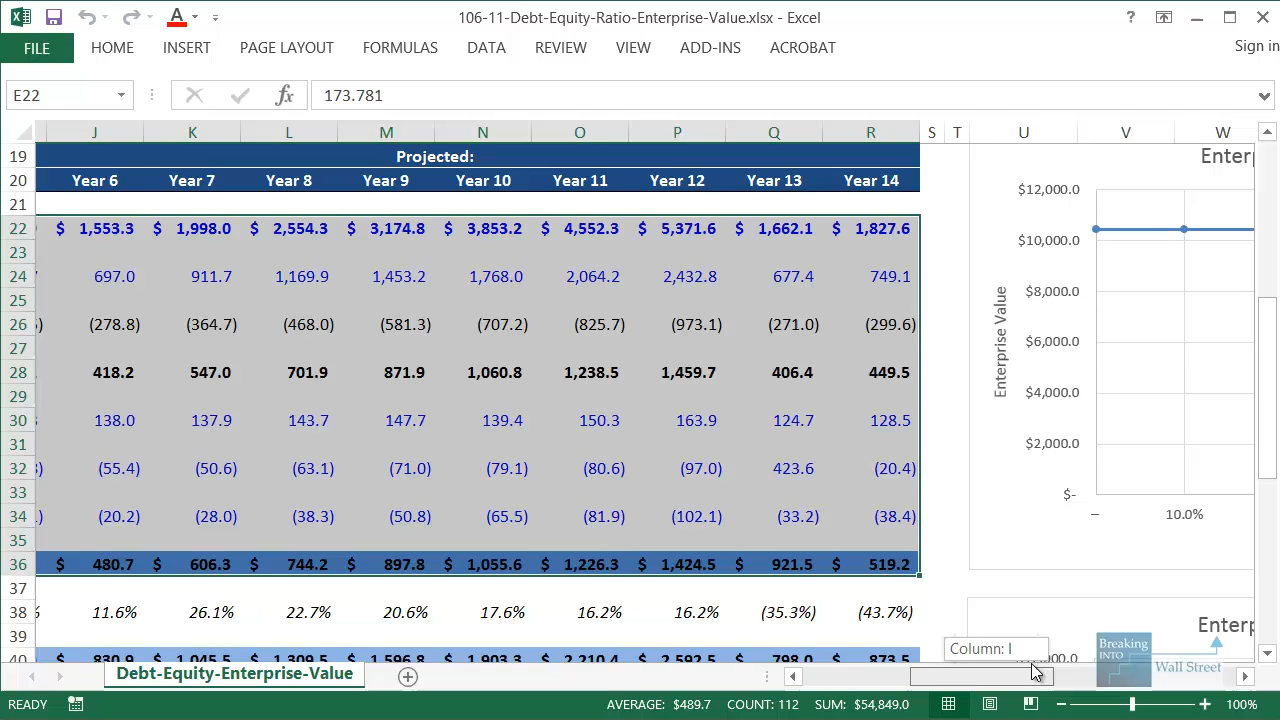 106-11-Debt-Equity-Ratio-Enterprise-Value.xlsx - Excel
FILE HOME INSERT PAGE LAYOUT FORMULAS DATA REVIEW VIEW ADD-INS ACROBAT Sign in
E22 fx 173.781
J K L M N O P Q R S T U V W
19 Projected:
20 Year 6 Year 7 Year 8 Year 9 Year 10 Year 11 Year 12 Year 13 Year 14
21
22 $ 1,553.3 $ 1,998.0 $ 2,554.3 $ 3,174.8 $ 3,853.2 $ 4,552.3 $ 5,371.6 $ 1,662.1 $ 1,827.6
23
24 697.0 911.7 1,169.9 1,453.2 1,768.0 2,064.2 2,432.8 677.4 749.1
25
26 (278.8) (364.7) (468.0) (581.3) (707.2) (825.7) (973.1) (271.0) (299.6)
27
28 418.2 547.0 701.9 871.9 1,060.8 1,238.5 1,459.7 406.4 449.5
29
30 138.0 137.9 143.7 147.7 139.4 150.3 163.9 124.7 128.5
31
32 (55.4) (50.6) (63.1) (71.0) (79.1) (80.6) (97.0) 423.6 (20.4)
33
34 (20.2) (28.0) (38.3) (50.8) (65.5) (81.9) (102.1) (33.2) (38.4)
35
36 $ 480.7 $ 606.3 $ 744.2 $ 897.8 $ 1,055.6 $ 1,226.3 $ 1,424.5 $ 921.5 $ 519.2
37
38 11.6% 26.1% 22.7% 20.6% 17.6% 16.2% 16.2% (35.3%) (43.7%)
39
40 830.9 1,045.5 1,309.5 1,903.3 2,210.4 2,592.5 798.0 873.5
Enterp
$12,000.0
$10,000.0
$8,000.0
$6,000.0
$4,000.0
$2,000.0
$-
Enterprise Value
– 10.0%
Enterp
Column: I
Breaking
INTO
Wall Street
Debt-Equity-Enterprise-Value
READY AVERAGE: $489.7 COUNT: 112 SUM: $54,849.0 100%